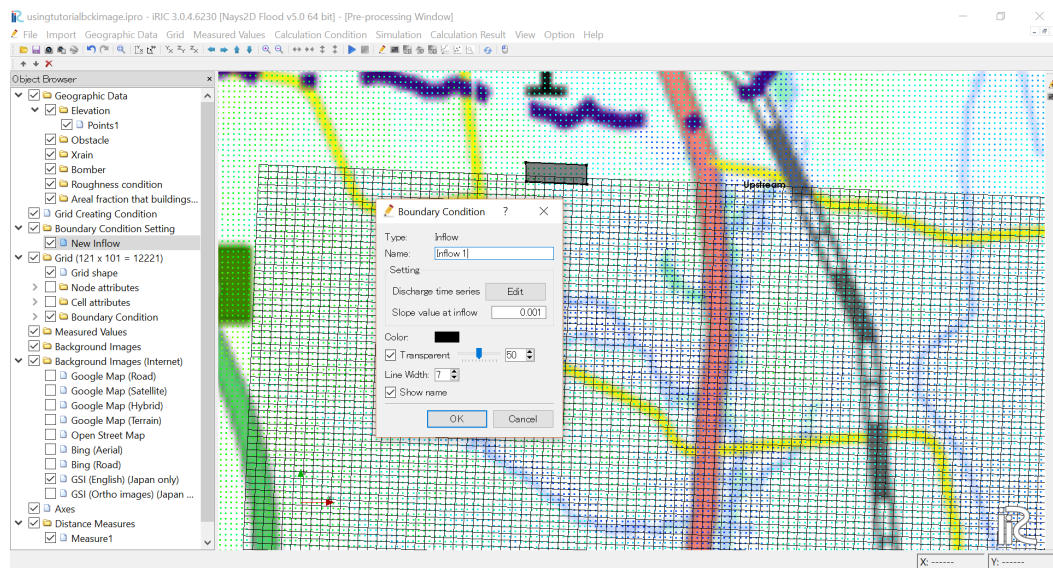 usingtutorialbckimage.ipro - iRIC 3.0.4.6230 [Nays2D Flood v5.0 64 bit] - [Pre-processing Window]
File Import Geographic Data Grid Measured Values Calculation Condition Simulation Calculation Result View Option Help
Object Browser
Geographic Data
Elevation
Points1
Obstacle
Xrain
Bomber
Roughness condition
Areal fraction that buildings...
Grid Creating Condition
Boundary Condition Setting
New Inflow
Grid (121 x 101 = 12221)
Grid shape
Node attributes
Cell attributes
Boundary Condition
Measured Values
Background Images
Background Images (Internet)
Google Map (Road)
Google Map (Satellite)
Google Map (Hybrid)
Google Map (Terrain)
Open Street Map
Bing (Aerial)
Bing (Road)
GSI (English) (Japan only)
GSI (Ortho images) (Japan ...
Axes
Distance Measures
Measure1
Upstream
Boundary Condition ?
Type: Inflow
Name: Inflow 1
Setting
Discharge time series Edit
Slope value at inflow 0.001
Color:
Transparent 50
Line Width: 7
Show name
OK Cancel
iRIC
X: ------ Y: ------